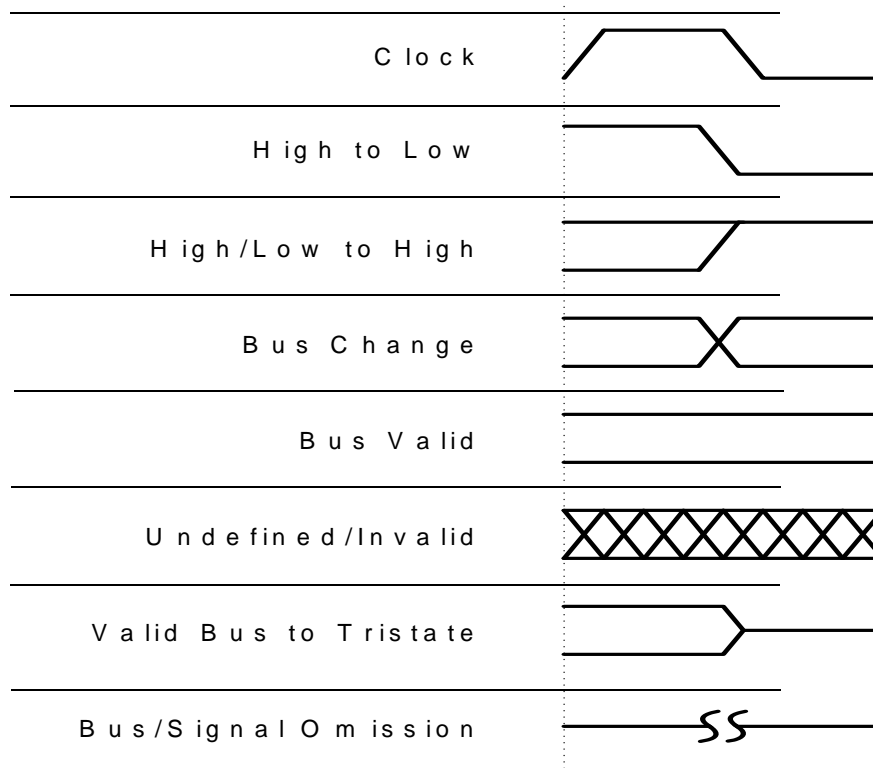 Clock
High to Low
High/Low to High
Bus Change
Bus Valid
Undefined/Invalid
Valid Bus to Tristate
Bus/Signal Omission